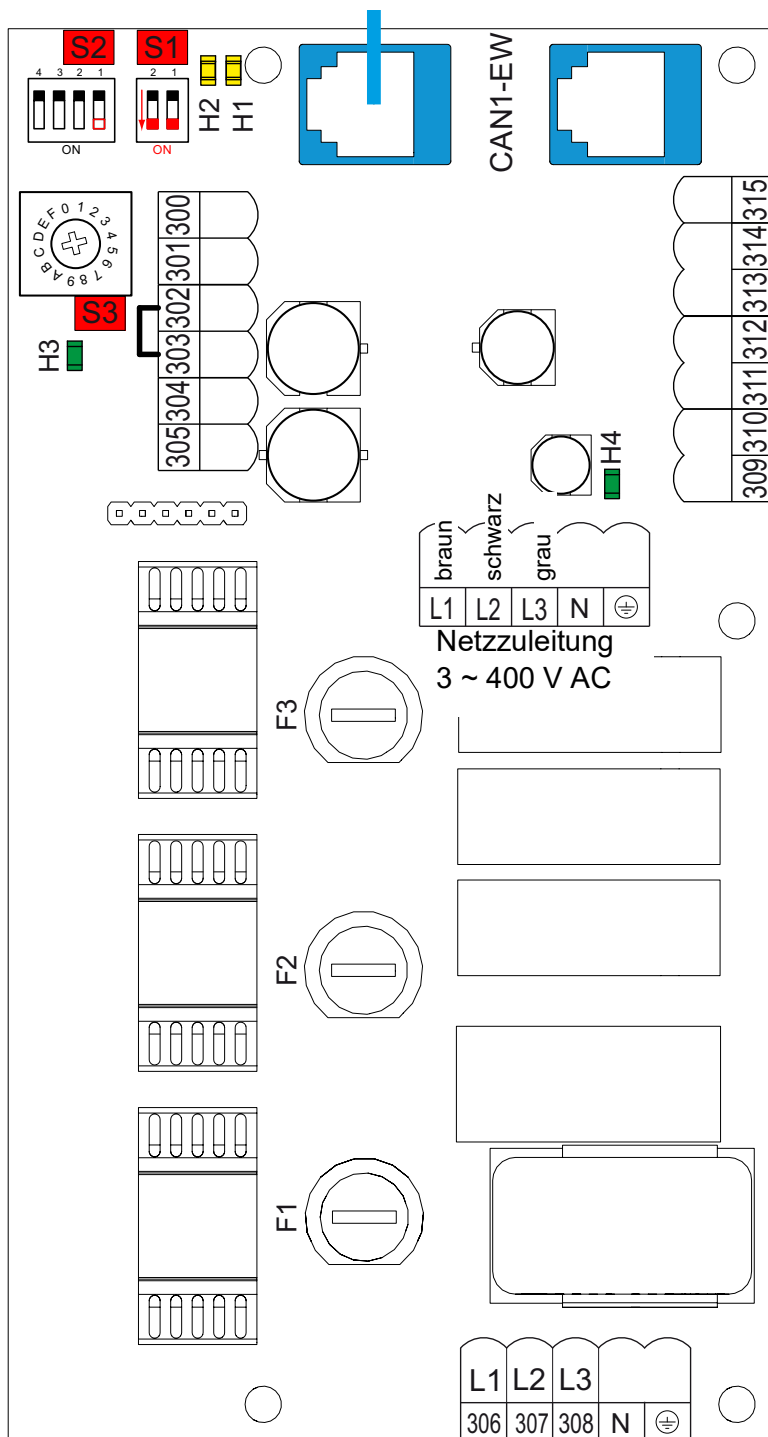 S2 S1
4 3 2 1
2 1
ON
ON
H2
H1
CAN1-EW
0 1 2 3 4 5 6 7 8 9 A B C D E F
S3
H3
300
301
302
303
304
305
315
314
313
312
311
310
309
H4
braun
schwarz
grau
L1 L2 L3 N
Netzzuleitung
3 ~ 400 V AC
F3
F2
F1
L1 L2 L3
306 307 308 N